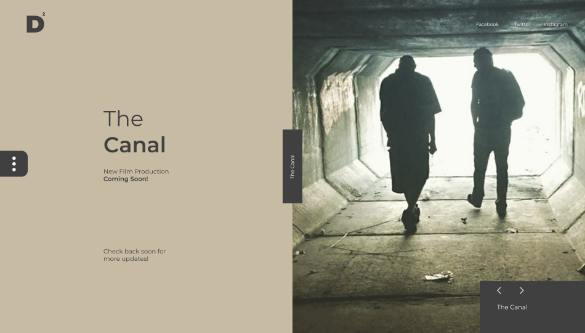 D²
Facebook Twitter Instagram
The
Canal
New Film Production
Coming Soon!
The Canal
Check back soon for
more updates!
The Canal